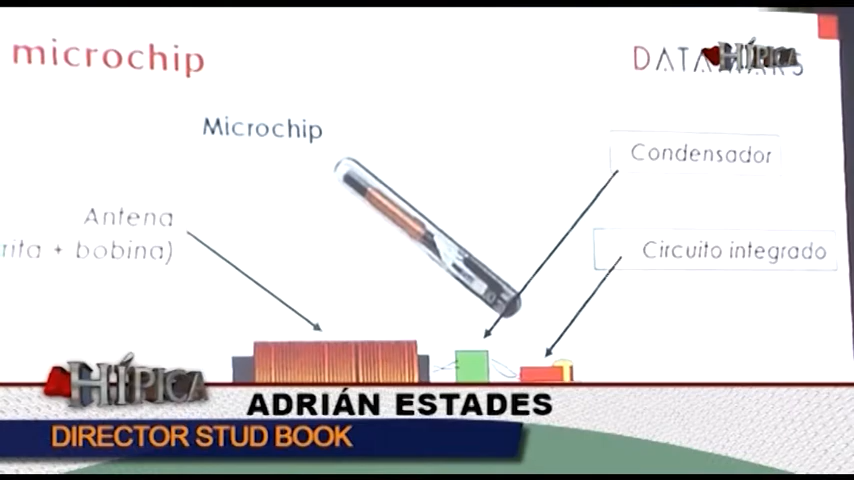 microchip
DATAMARS
HÍPICA
Microchip
Condensador
Antena
rita + bobina)
Circuito integrado
HÍPICA
ADRIÁN ESTADES
DIRECTOR STUD BOOK